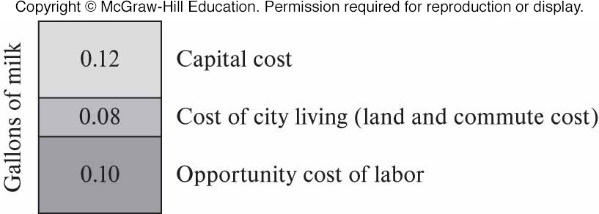 Copyright © McGraw-Hill Education. Permission required for reproduction or display.
Gallons of milk
0.12 Capital cost
0.08 Cost of city living (land and commute cost)
0.10 Opportunity cost of labor